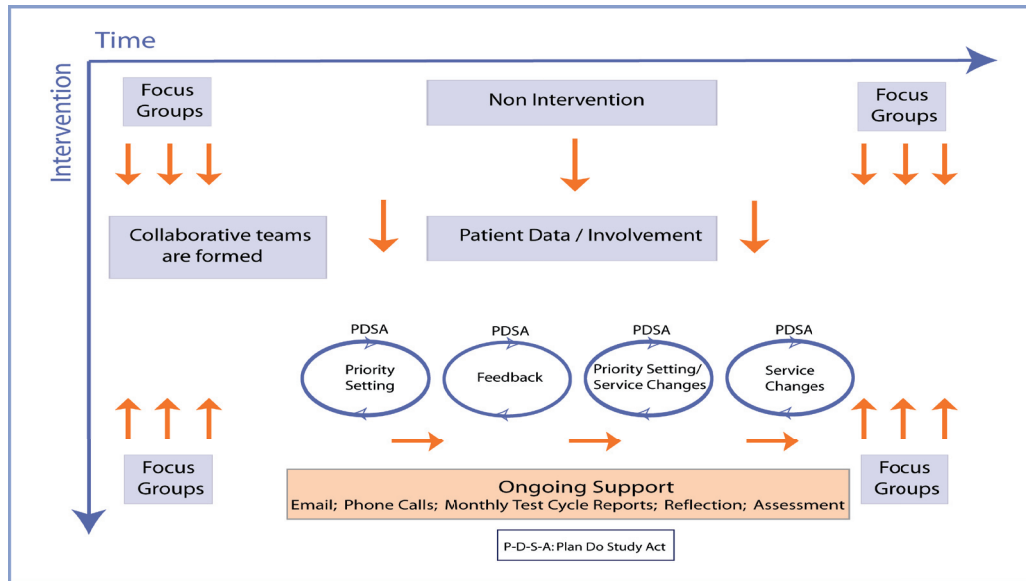 Time
Intervention
Focus
Groups
Non Intervention
Focus
Groups
Collaborative teams
are formed
Patient Data / Involvement
PDSA
Priority
Setting
PDSA
Feedback
PDSA
Priority Setting/
Service Changes
PDSA
Service
Changes
Focus
Groups
Ongoing Support
Email; Phone Calls; Monthly Test Cycle Reports; Reflection; Assessment
Focus
Groups
P-D-S-A: Plan Do Study Act